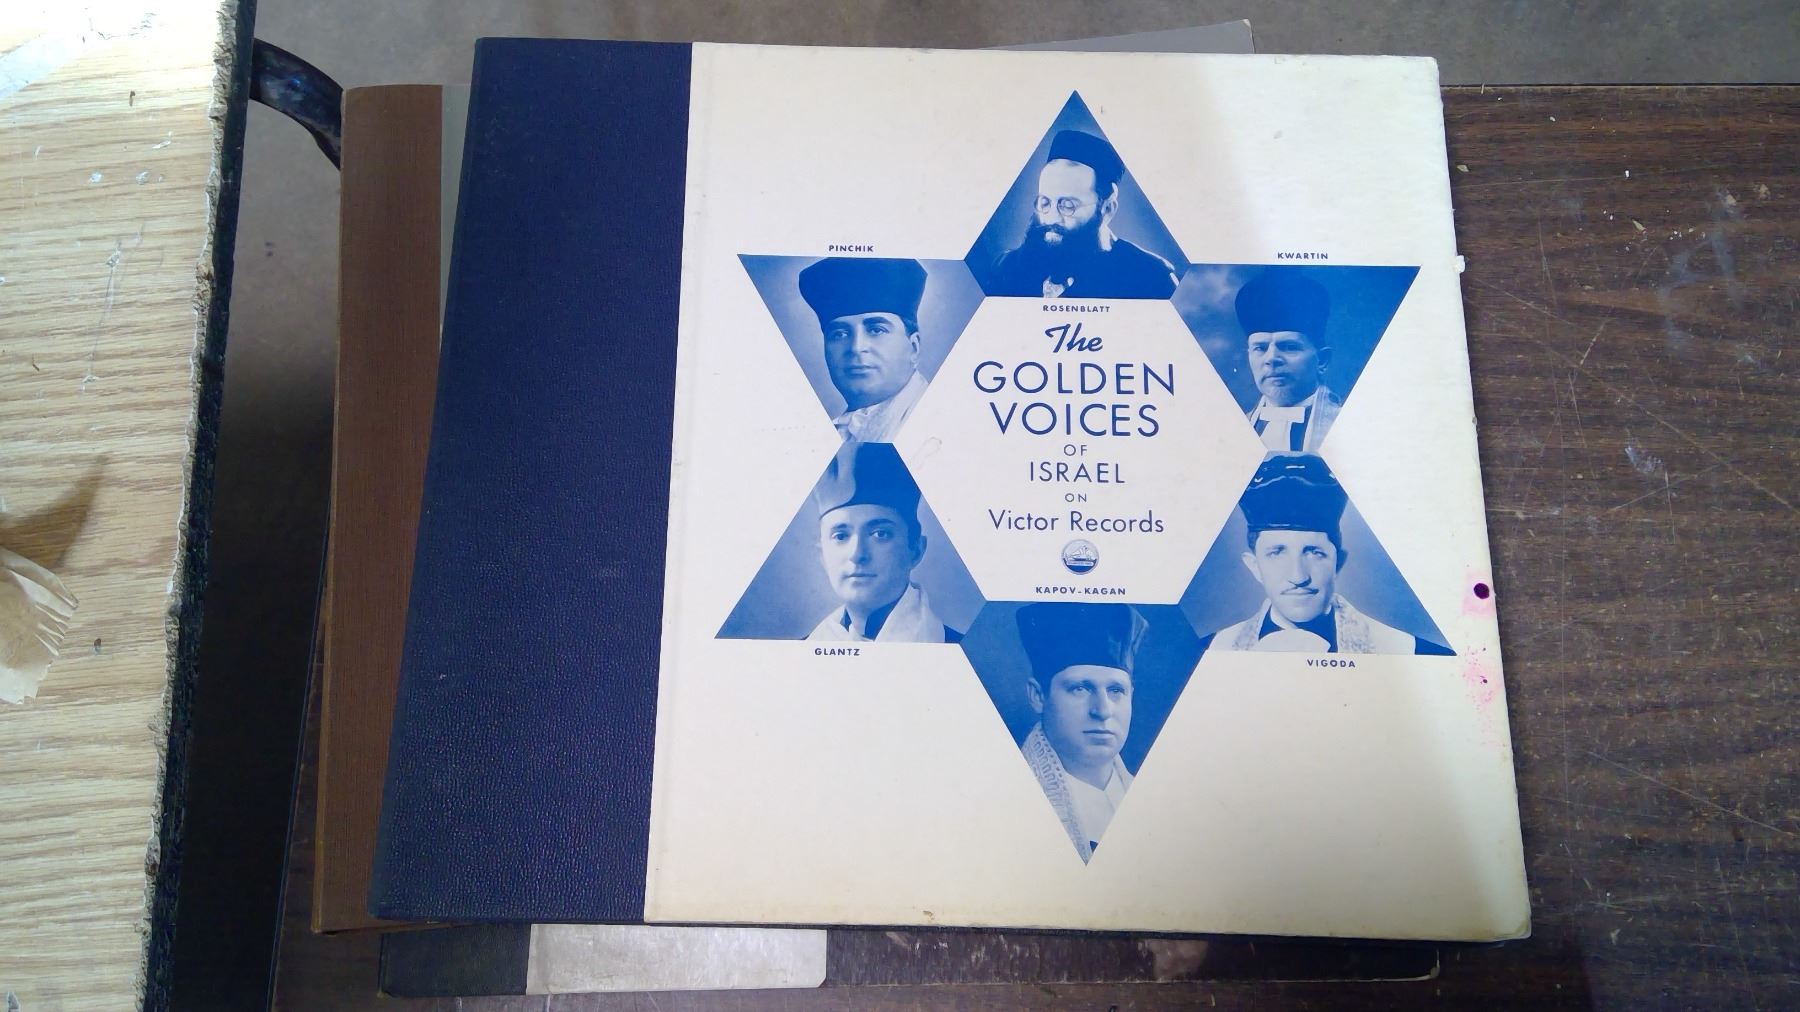 PINCHIK
KWARTIN
ROSENBLATT
The
GOLDEN
VOICES
OF
ISRAEL
ON
Victor Records
KAPOV-KAGAN
GLANTZ
VIGODA